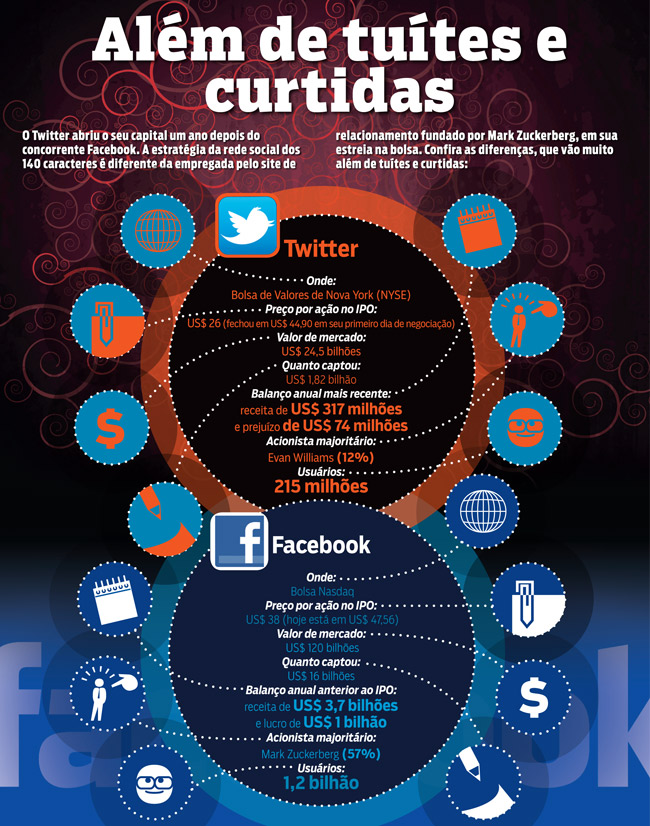 Além de tuítes e
curtidas
O Twitter abriu o seu capital um ano depois do
concorrente Facebook. A estratégia da rede social dos
140 caracteres é diferente da empregada pelo site de
relacionamento fundado por Mark Zuckerberg, em sua
estreia na bolsa. Confira as diferenças, que vão muito
além de tuítes e curtidas:
Twitter
Onde:
Bolsa de Valores de Nova York (NYSE)
Preço por ação no IPO:
US$ 26 (fechou em US$ 44,90 em seu primeiro dia de negociação)
Valor de mercado:
US$ 24,5 bilhões
Quanto captou:
US$ 1,82 bilhão
Balanço anual mais recente:
receita de US$ 317 milhões
e prejuízo de US$ 74 milhões
Acionista majoritário:
Evan Williams (12%)
Usuários:
215 milhões
f Facebook
Onde:
Bolsa Nasdaq
Preço por ação no IPO:
US$ 38 (hoje está em US$ 47,56)
Valor de mercado:
US$ 120 bilhões
Quanto captou:
US$ 16 bilhões
Balanço anual anterior ao IPO:
receita de US$ 3,7 bilhões
e lucro de US$ 1 bilhão
Acionista majoritário:
Mark Zuckerberg (57%)
Usuários:
1,2 bilhão